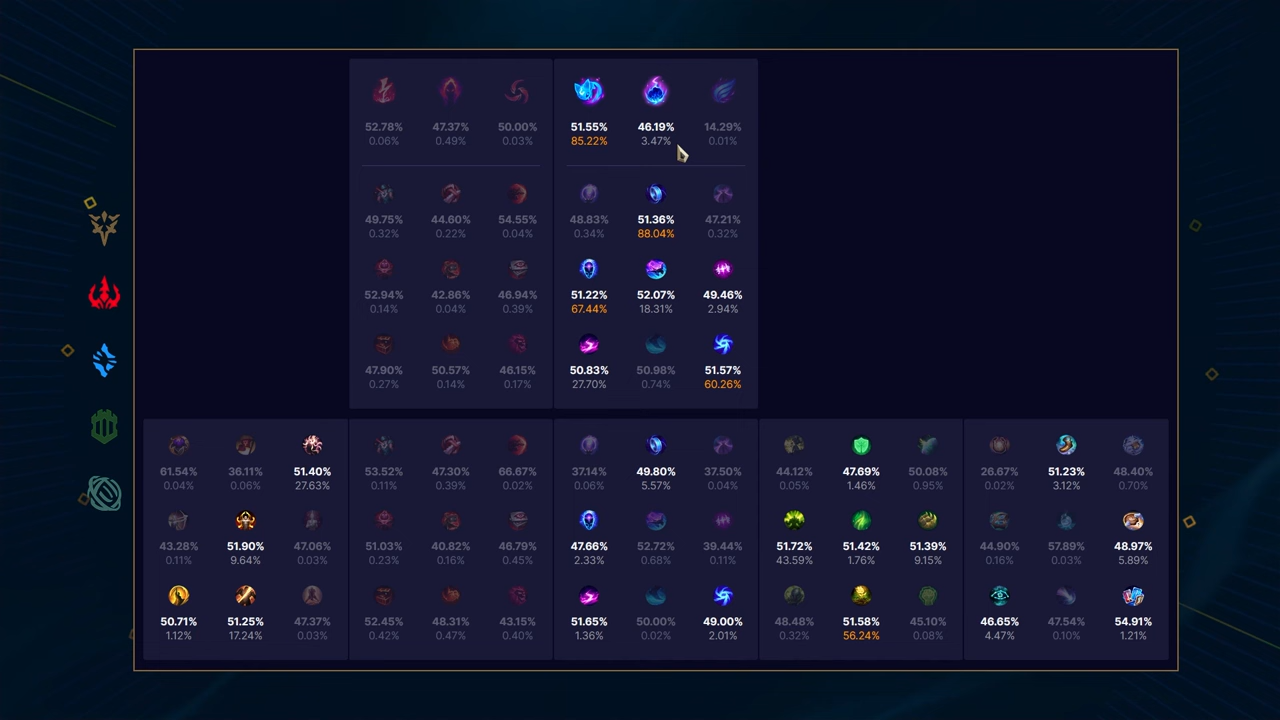 52.78% 47.37% 50.00% 51.55% 46.19% 14.29%
0.06% 0.49% 0.03% 85.22% 3.47% 0.01%
49.75% 44.60% 54.55% 48.83% 51.36% 47.21%
0.32% 0.22% 0.04% 0.34% 88.04% 0.32%
52.94% 42.86% 46.94% 51.22% 52.07% 49.46%
0.14% 0.04% 0.39% 67.44% 18.31% 2.94%
47.90% 50.57% 46.15% 50.83% 50.98% 51.57%
0.27% 0.14% 0.17% 27.70% 0.74% 60.26%
61.54% 36.11% 51.40% 53.52% 47.30% 66.67% 37.14% 49.80% 37.50% 44.12% 47.69% 50.08% 26.67% 51.23% 48.40%
0.04% 0.06% 27.63% 0.11% 0.39% 0.02% 0.06% 5.57% 0.04% 0.05% 1.46% 0.95% 0.02% 3.12% 0.70%
43.28% 51.90% 47.06% 51.03% 40.82% 46.79% 47.66% 52.72% 39.44% 51.72% 51.42% 51.39% 44.90% 57.89% 48.97%
0.11% 9.64% 0.03% 0.23% 0.16% 0.45% 2.33% 0.68% 0.11% 43.59% 1.76% 9.15% 0.16% 0.03% 5.89%
50.71% 51.25% 47.37% 52.45% 48.31% 43.15% 51.65% 50.00% 49.00% 48.48% 51.58% 45.10% 46.65% 47.54% 54.91%
1.12% 17.24% 0.03% 0.42% 0.47% 0.40% 1.36% 0.02% 2.01% 0.32% 56.24% 0.08% 4.47% 0.10% 1.21%